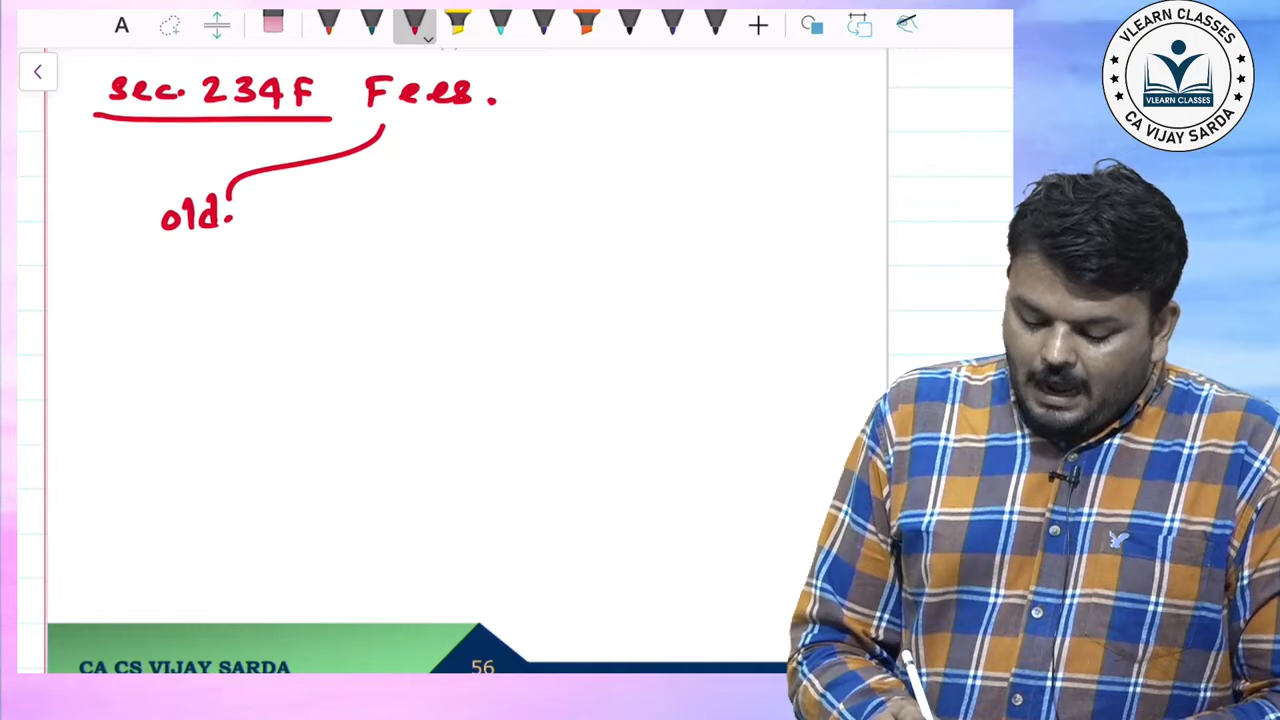 A
sec. 234F Fees.
old.
CA CS VIJAY SARDA
56
VLEARN CLASSES
VLEARN CLASSES
CA VIJAY SARDA